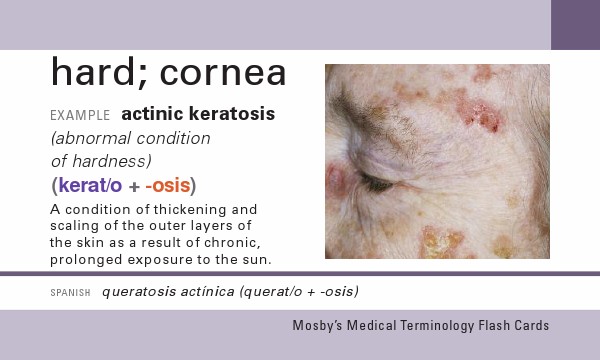 hard; cornea
EXAMPLE actinic keratosis
(abnormal condition
of hardness)
(kerat/o + -osis)
A condition of thickening and
scaling of the outer layers of
the skin as a result of chronic,
prolonged exposure to the sun.
SPANISH queratosis actínica (querat/o + -osis)
Mosby's Medical Terminology Flash Cards